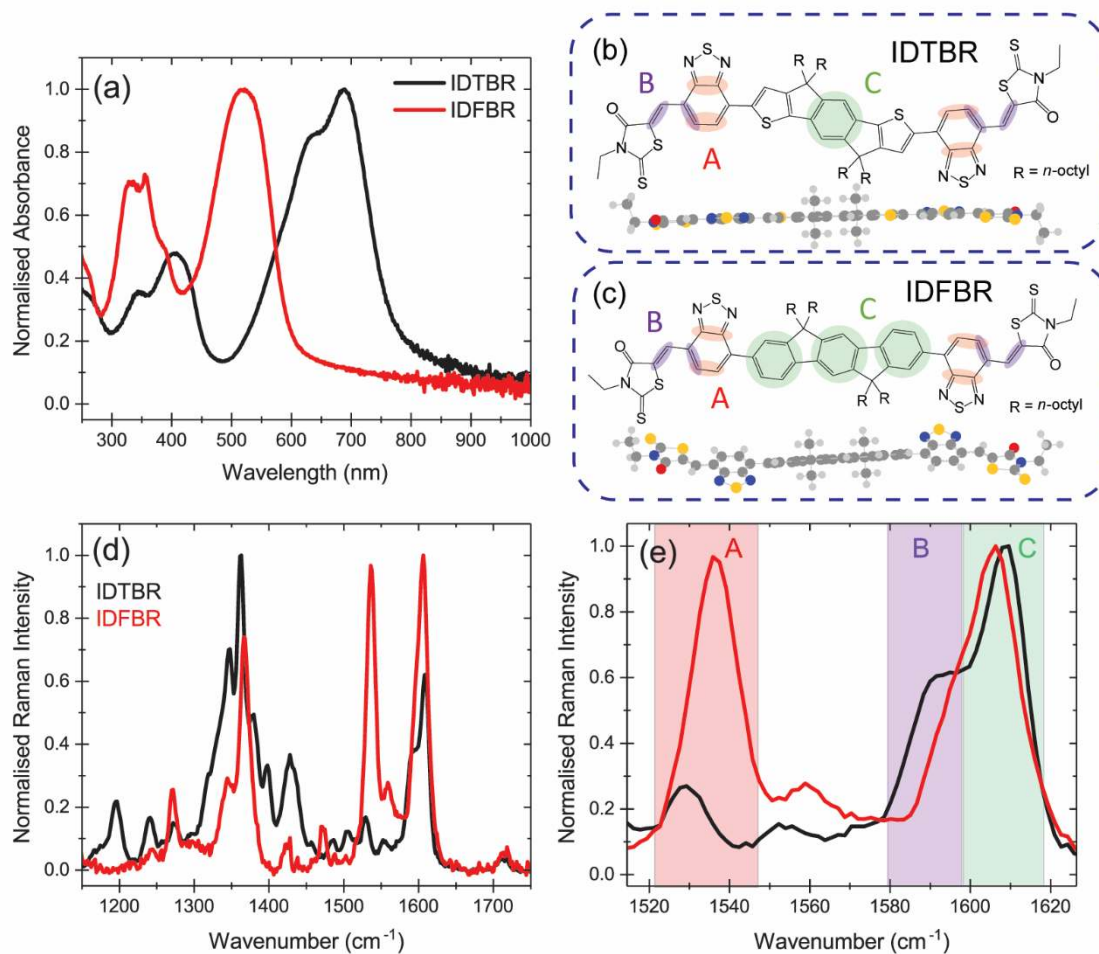 (a)
IDTBR
IDFBR
Normalised Absorbance
1.0
0.8
0.6
0.4
0.2
0.0
300 400 500 600 700 800 900 1000
Wavelength (nm)
(b)
IDTBR
B
A
C
N S N
R R
S
N
O
S
N
S
S
R R
N S N
S
S
N
O
R = n-octyl
(c)
IDFBR
B
A
C
N S N
R R
O
S
N
S
R R
N S N
S
S
N
O
R = n-octyl
(d)
IDTBR
IDFBR
Normalised Raman Intensity
1.0
0.8
0.6
0.4
0.2
0.0
1200 1300 1400 1500 1600 1700
Wavenumber (cm⁻¹)
(e)
A
B
C
Normalised Raman Intensity
1.0
0.8
0.6
0.4
0.2
0.0
1520 1540 1560 1580 1600 1620
Wavenumber (cm⁻¹)